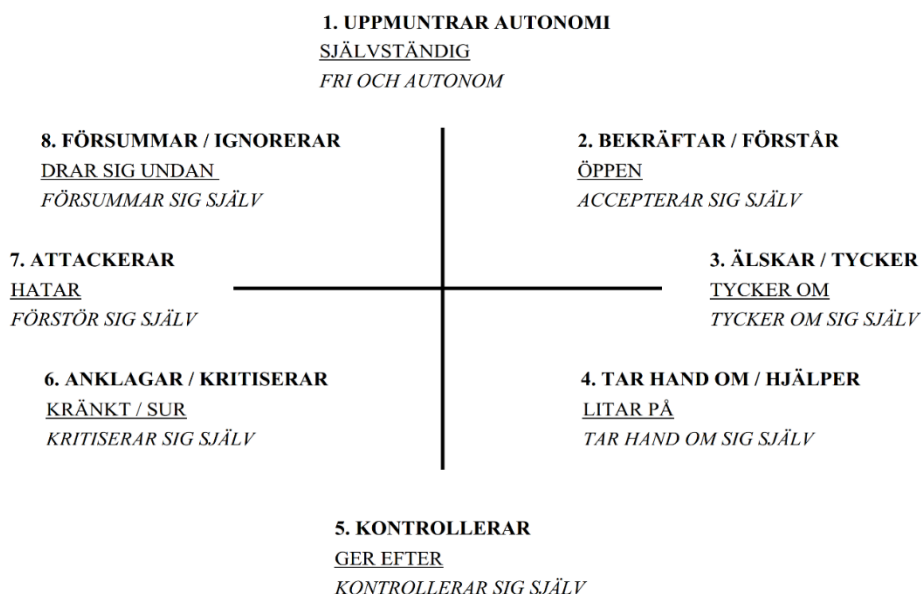 1. UPPMUNTRAR AUTONOMI
SJÄLVSTÄNDIG
FRI OCH AUTONOM
8. FÖRSUMMAR / IGNORERAR
DRAR SIG UNDAN
FÖRSUMMAR SIG SJÄLV
2. BEKRÄFTAR / FÖRSTÅR
ÖPPEN
ACCEPTERAR SIG SJÄLV
7. ATTACKERAR
HATAR
FÖRSTÖR SIG SJÄLV
3. ÄLSKAR / TYCKER
TYCKER OM
TYCKER OM SIG SJÄLV
6. ANKLAGAR / KRITISERAR
KRÄNKT / SUR
KRITISERAR SIG SJÄLV
4. TAR HAND OM / HJÄLPER
LITAR PÅ
TAR HAND OM SIG SJÄLV
5. KONTROLLERAR
GER EFTER
KONTROLLERAR SIG SJÄLV